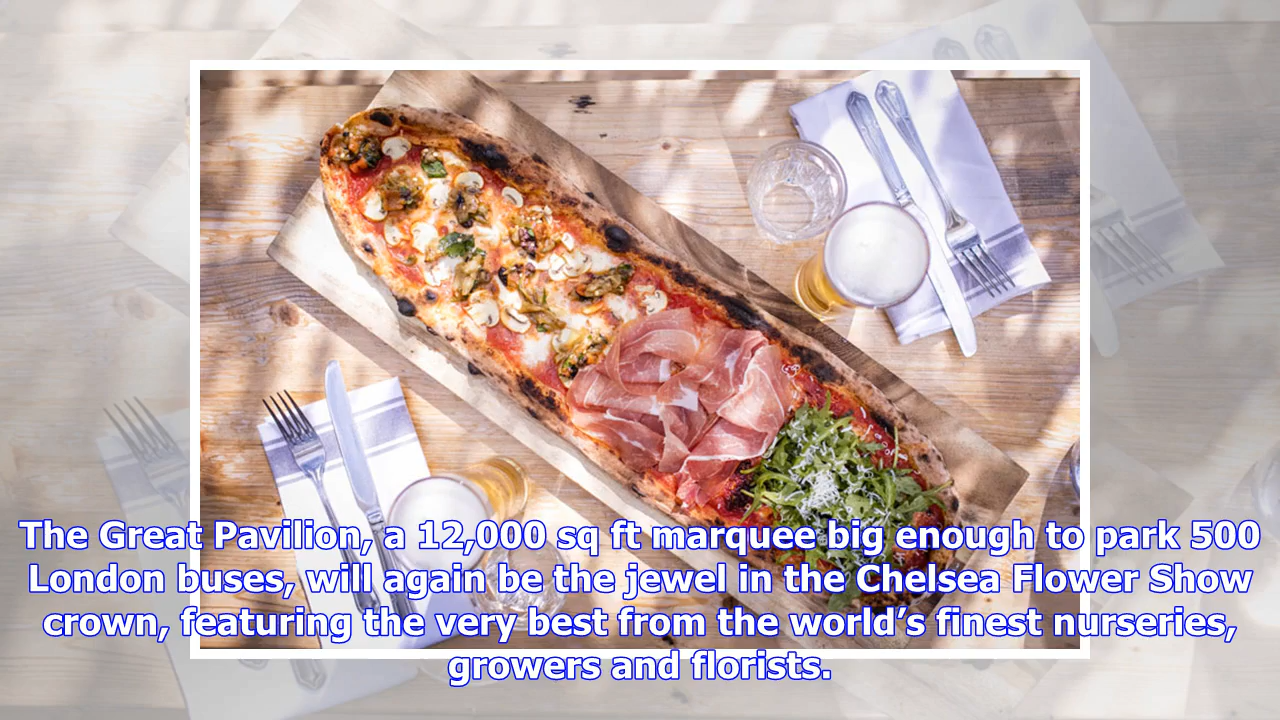 The Great Pavilion, a 12,000 sq ft marquee big enough to park 500
London buses, will again be the jewel in the Chelsea Flower Show
crown, featuring the very best from the world’s finest nurseries,
growers and florists.